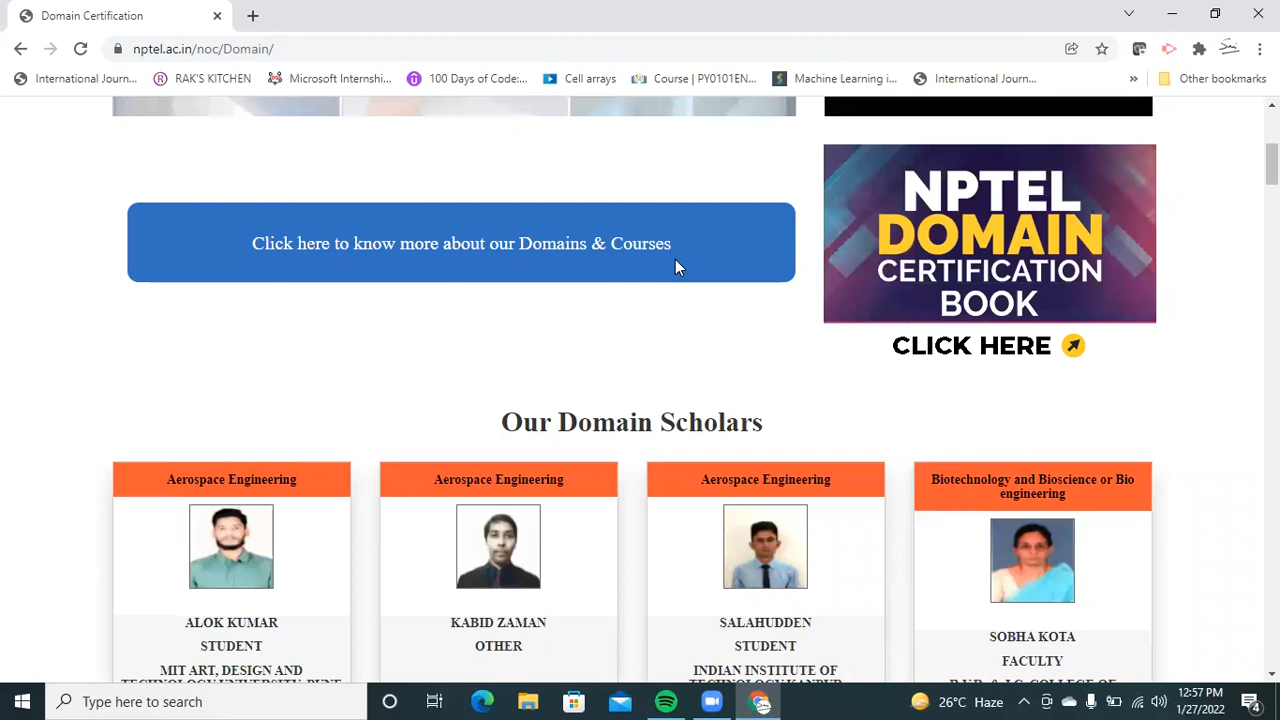 Domain Certification
nptel.ac.in/noc/Domain/
International Journ...
RAK'S KITCHEN
Microsoft Internshi...
100 Days of Code:...
Cell arrays
Course | PY0101EN...
Machine Learning i...
International Journ...
Other bookmarks
Click here to know more about our Domains & Courses
NPTEL
DOMAIN
CERTIFICATION
BOOK
CLICK HERE
Our Domain Scholars
Aerospace Engineering
ALOK KUMAR
STUDENT
MIT ART, DESIGN AND
Aerospace Engineering
KABID ZAMAN
OTHER
Aerospace Engineering
SALAHUDDEN
STUDENT
INDIAN INSTITUTE OF
Biotechnology and Bioscience or Bio
engineering
SOBHA KOTA
FACULTY
Type here to search
26°C Haze
12:57 PM
1/27/2022
4